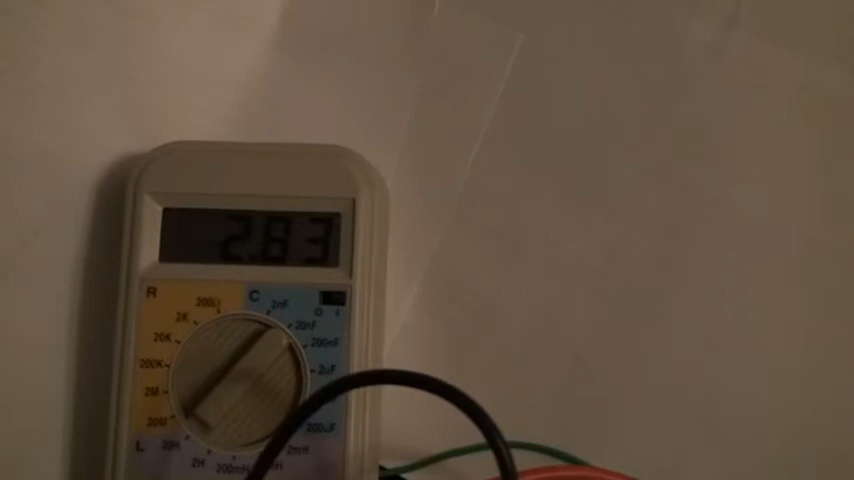 2.83
R
C
200Ω
2nF
2K
20nF
O I
20K
200nF
200K
2uF
2M
20M
200uF
L
20H
2mH
2H
200mH